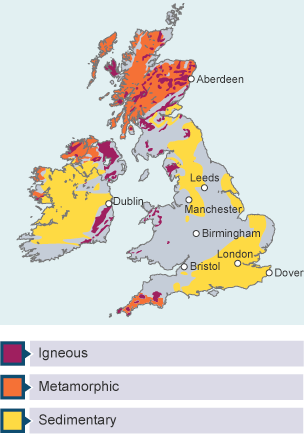 Aberdeen
Leeds
Dublin
Manchester
Birmingham
London
Bristol
Dover
Igneous
Metamorphic
Sedimentary